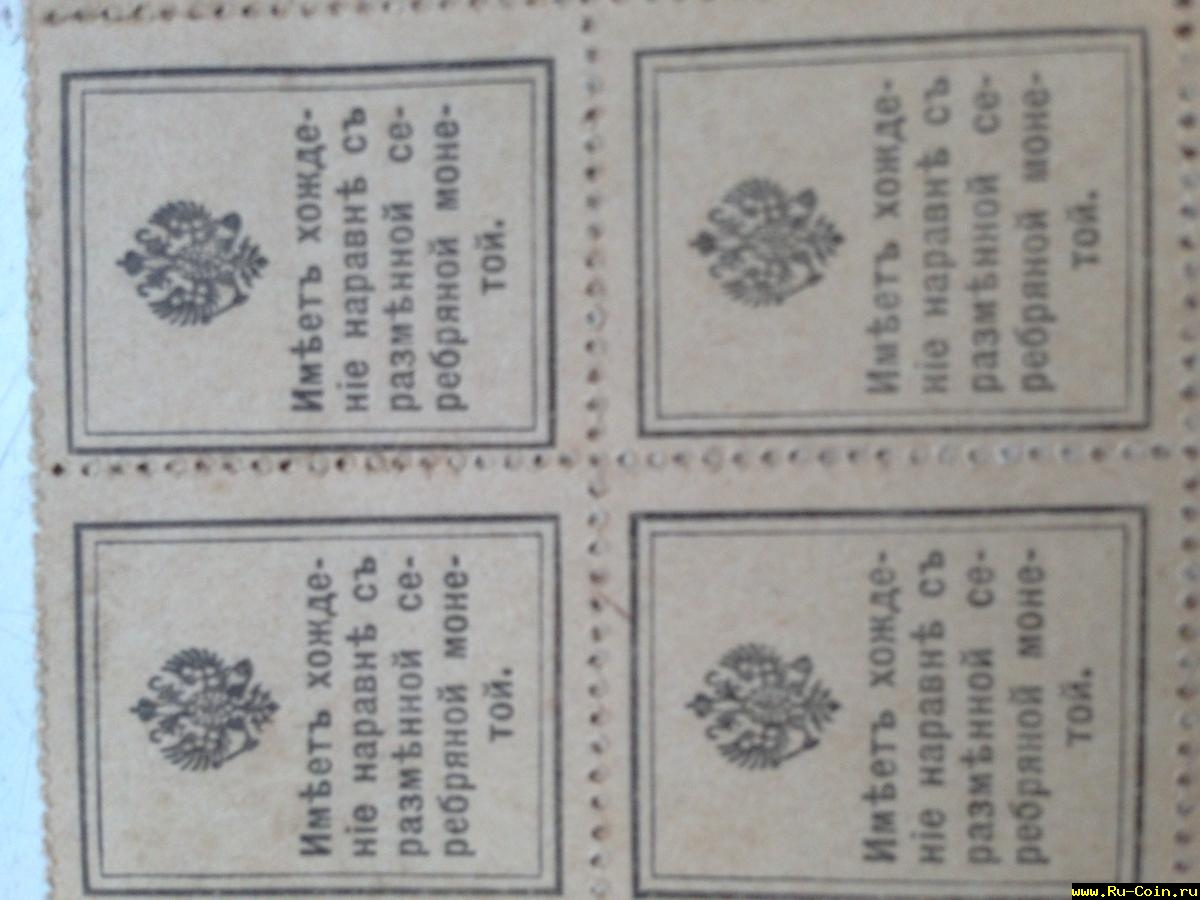 Имѣетъ хожде-
ніе наравнѣ съ
размѣнной се-
ребряной моне-
той.
Имѣетъ хожде-
ніе наравнѣ съ
размѣнной се-
ребряной моне-
той.
Имѣетъ хожде-
ніе наравнѣ съ
размѣнной се-
ребряной моне-
той.
Имѣетъ хожде-
ніе наравнѣ съ
размѣнной се-
ребряной моне-
той.
www.Ru-Coin.ru